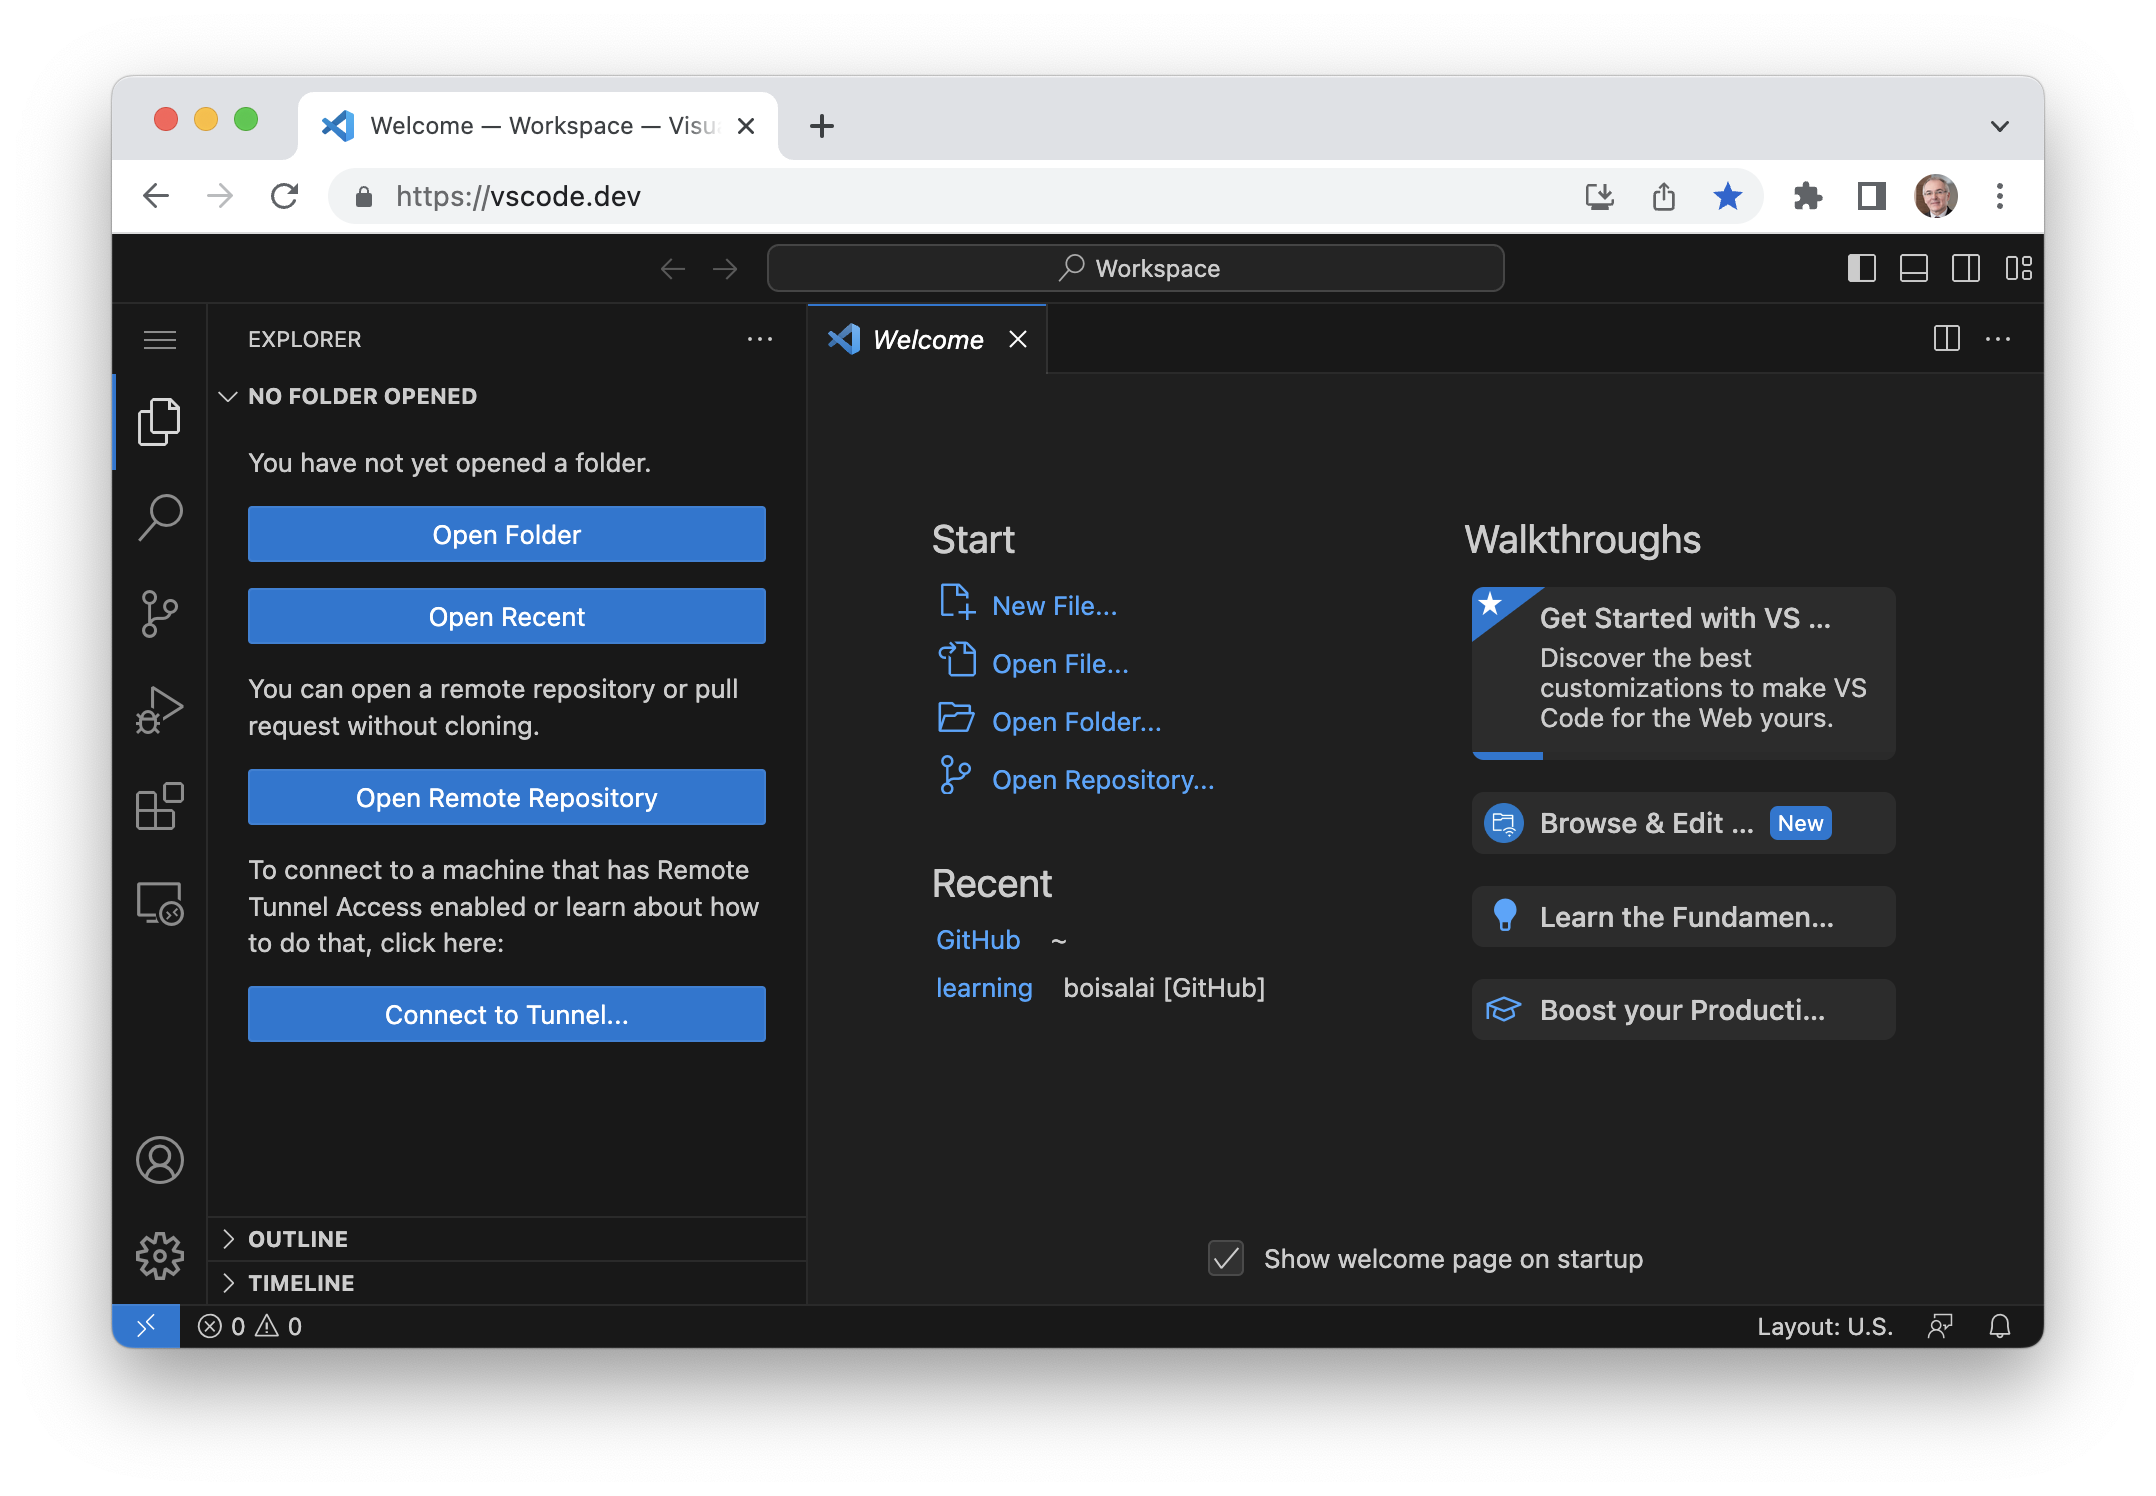 Welcome — Workspace — Visu
https://vscode.dev
Workspace
EXPLORER
NO FOLDER OPENED
You have not yet opened a folder.
Open Folder
Open Recent
You can open a remote repository or pull
request without cloning.
Open Remote Repository
To connect to a machine that has Remote
Tunnel Access enabled or learn about how
to do that, click here:
Connect to Tunnel...
OUTLINE
TIMELINE
Welcome
Start
New File...
Open File...
Open Folder...
Open Repository...
Recent
GitHub ~
learning boisalai [GitHub]
Walkthroughs
Get Started with VS ...
Discover the best
customizations to make VS
Code for the Web yours.
Browse & Edit ... New
Learn the Fundamen...
Boost your Producti...
Show welcome page on startup
0 0
Layout: U.S.